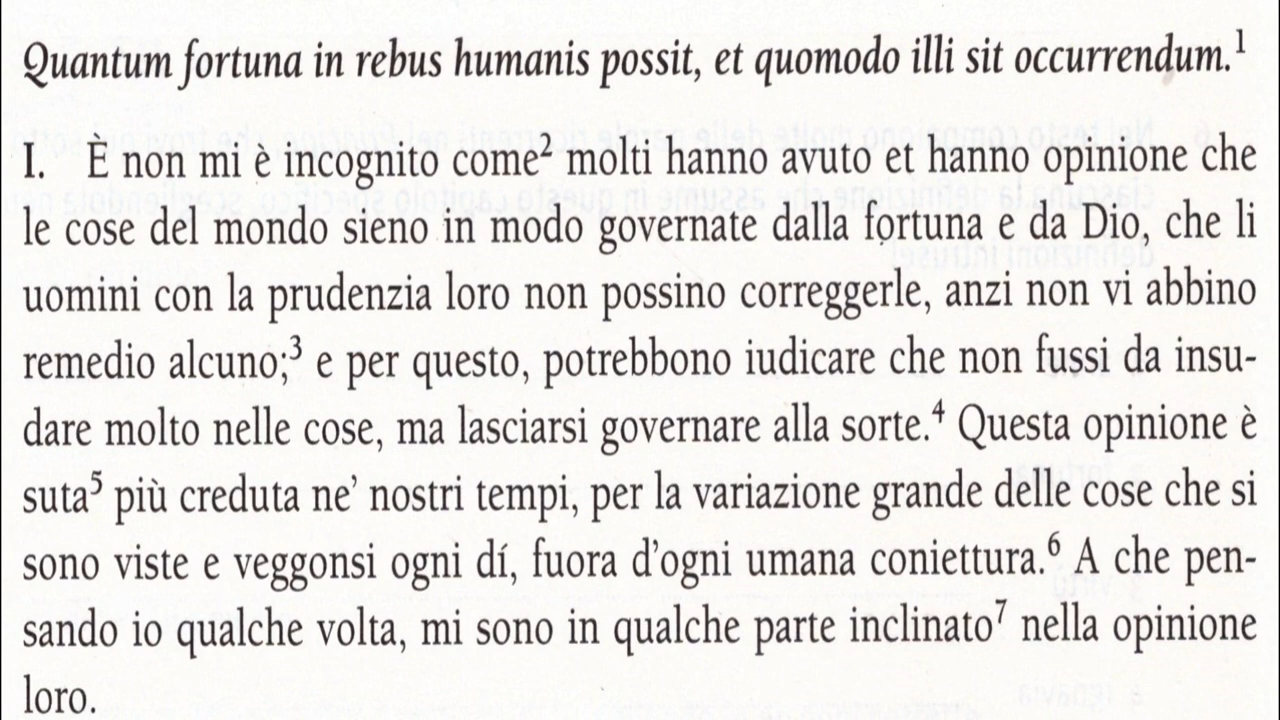 Quantum fortuna in rebus humanis possit, et quomodo illi sit occurrendum.¹
I. È non mi è incognito come² molti hanno avuto et hanno opinione che
le cose del mondo sieno in modo governate dalla fortuna e da Dio, che li
uomini con la prudenzia loro non possino correggerle, anzi non vi abbino
remedio alcuno;³ e per questo, potrebbono iudicare che non fussi da insu-
dare molto nelle cose, ma lasciarsi governare alla sorte.⁴ Questa opinione è
suta⁵ più creduta ne' nostri tempi, per la variazione grande delle cose che si
sono viste e veggonsi ogni dí, fuora d'ogni umana coniettura.⁶ A che pen-
sando io qualche volta, mi sono in qualche parte inclinato⁷ nella opinione
loro.